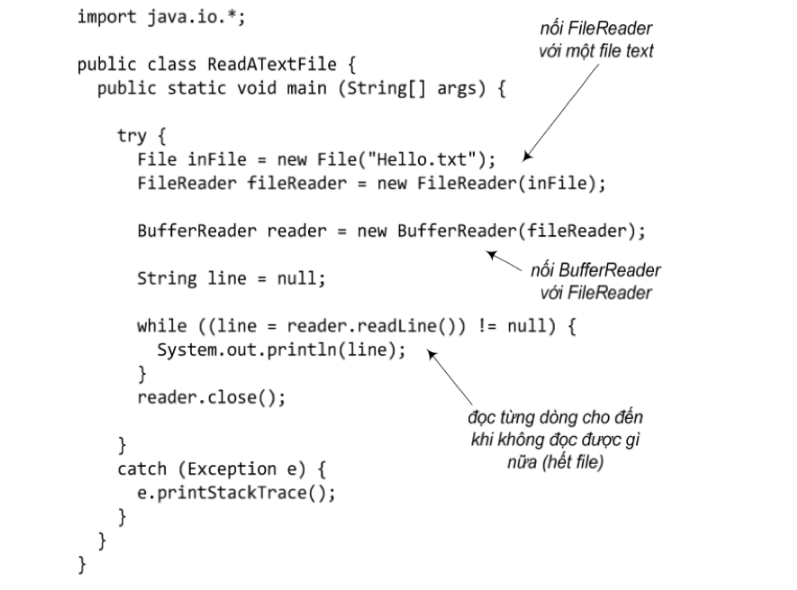 import java.io.*;
nối FileReader
với một file text
public class ReadATextFile {
public static void main (String[] args) {
try {
File inFile = new File("Hello.txt");
FileReader fileReader = new FileReader(inFile);
BufferReader reader = new BufferReader(fileReader);
nối BufferReader
với FileReader
String line = null;
while ((line = reader.readLine()) != null) {
System.out.println(line);
}
reader.close();
đọc từng dòng cho đến
khi không đọc được gì
nữa (hết file)
}
catch (Exception e) {
e.printStackTrace();
}
}
}